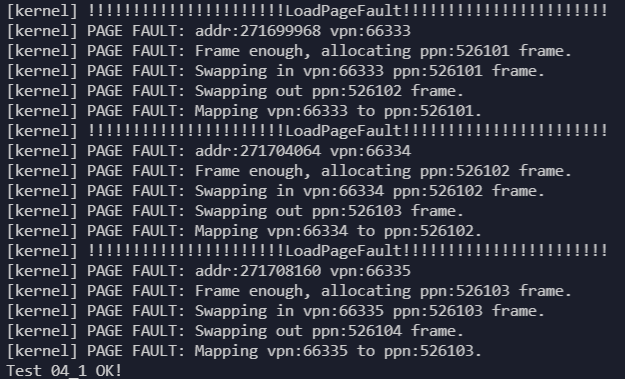 [kernel] !!!!!!!!!!!!!!!!!!!!!!LoadPageFault!!!!!!!!!!!!!!!!!!!!!!!
[kernel] PAGE FAULT: addr:271699968 vpn:66333
[kernel] PAGE FAULT: Frame enough, allocating ppn:526101 frame.
[kernel] PAGE FAULT: Swapping in vpn:66333 ppn:526101 frame.
[kernel] PAGE FAULT: Swapping out ppn:526102 frame.
[kernel] PAGE FAULT: Mapping vpn:66333 to ppn:526101.
[kernel] !!!!!!!!!!!!!!!!!!!!!!LoadPageFault!!!!!!!!!!!!!!!!!!!!!!!
[kernel] PAGE FAULT: addr:271704064 vpn:66334
[kernel] PAGE FAULT: Frame enough, allocating ppn:526102 frame.
[kernel] PAGE FAULT: Swapping in vpn:66334 ppn:526102 frame.
[kernel] PAGE FAULT: Swapping out ppn:526103 frame.
[kernel] PAGE FAULT: Mapping vpn:66334 to ppn:526102.
[kernel] !!!!!!!!!!!!!!!!!!!!!!LoadPageFault!!!!!!!!!!!!!!!!!!!!!!!
[kernel] PAGE FAULT: addr:271708160 vpn:66335
[kernel] PAGE FAULT: Frame enough, allocating ppn:526103 frame.
[kernel] PAGE FAULT: Swapping in vpn:66335 ppn:526103 frame.
[kernel] PAGE FAULT: Swapping out ppn:526104 frame.
[kernel] PAGE FAULT: Mapping vpn:66335 to ppn:526103.
Test 04_1 OK!